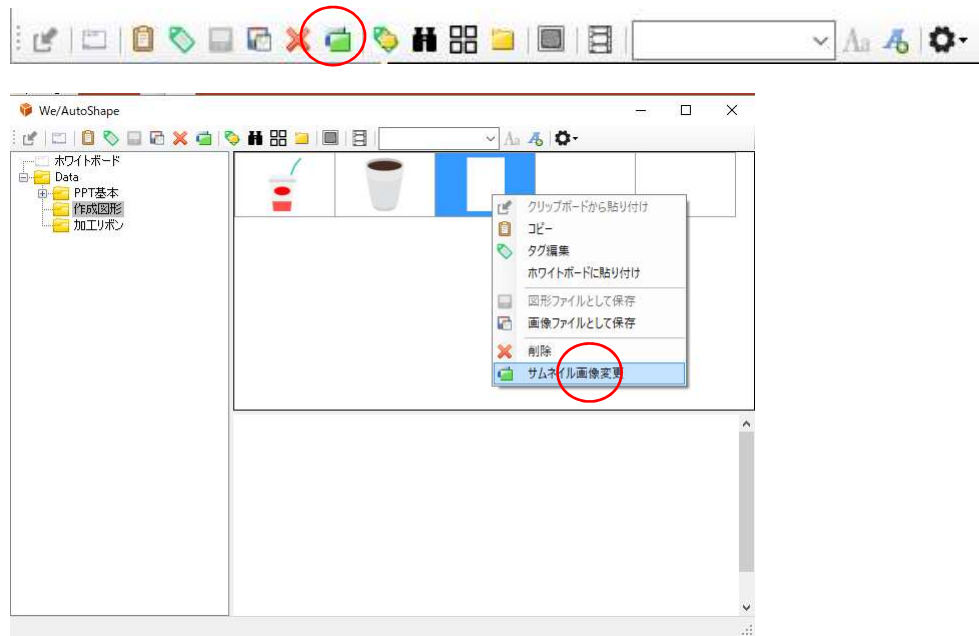 Aa
We/AutoShape
Aa
ホワイトボード
Data
PPT基本
作成図形
加工リボン
クリップボードから貼り付け
コピー
タグ編集
ホワイトボードに貼り付け
図形ファイルとして保存
画像ファイルとして保存
削除
サムネイル画像変更